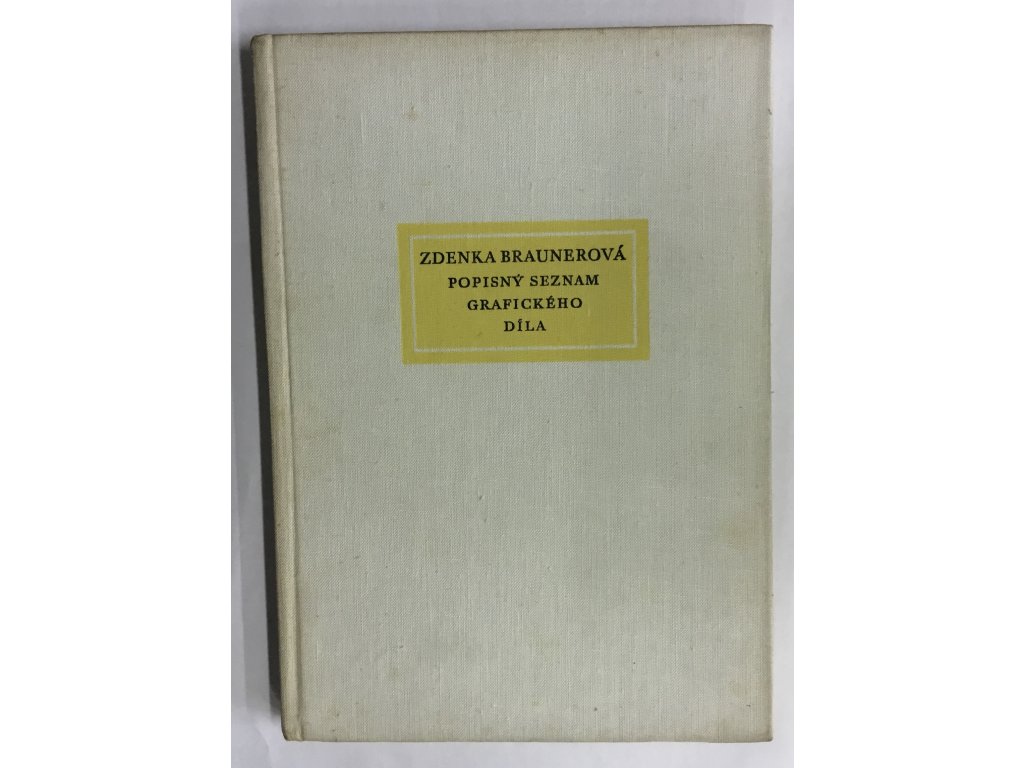 ZDENKA BRAUNEROVÁ
POPISNÝ SEZNAM
GRAFICKÉHO
DÍLA